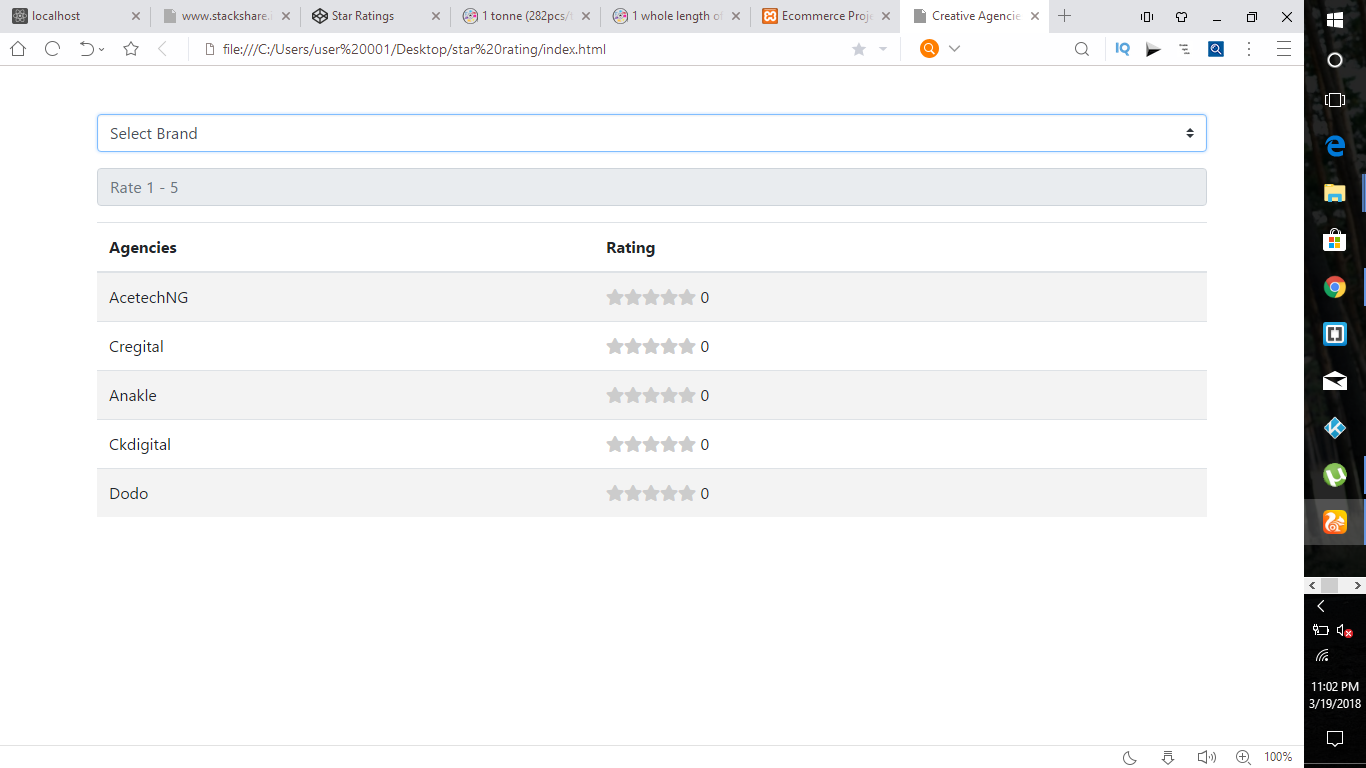 localhost
www.stackshare.
Star Ratings
1 tonne (282pcs/
1 whole length o
Ecommerce Proj
Creative Agencie
file:///C:/Users/user%20001/Desktop/star%20rating/index.html
IQ
Select Brand
Rate 1 - 5
Agencies Rating
AcetechNG 0
Cregital 0
Anakle 0
Ckdigital 0
Dodo 0
11:02 PM
3/19/2018
100%